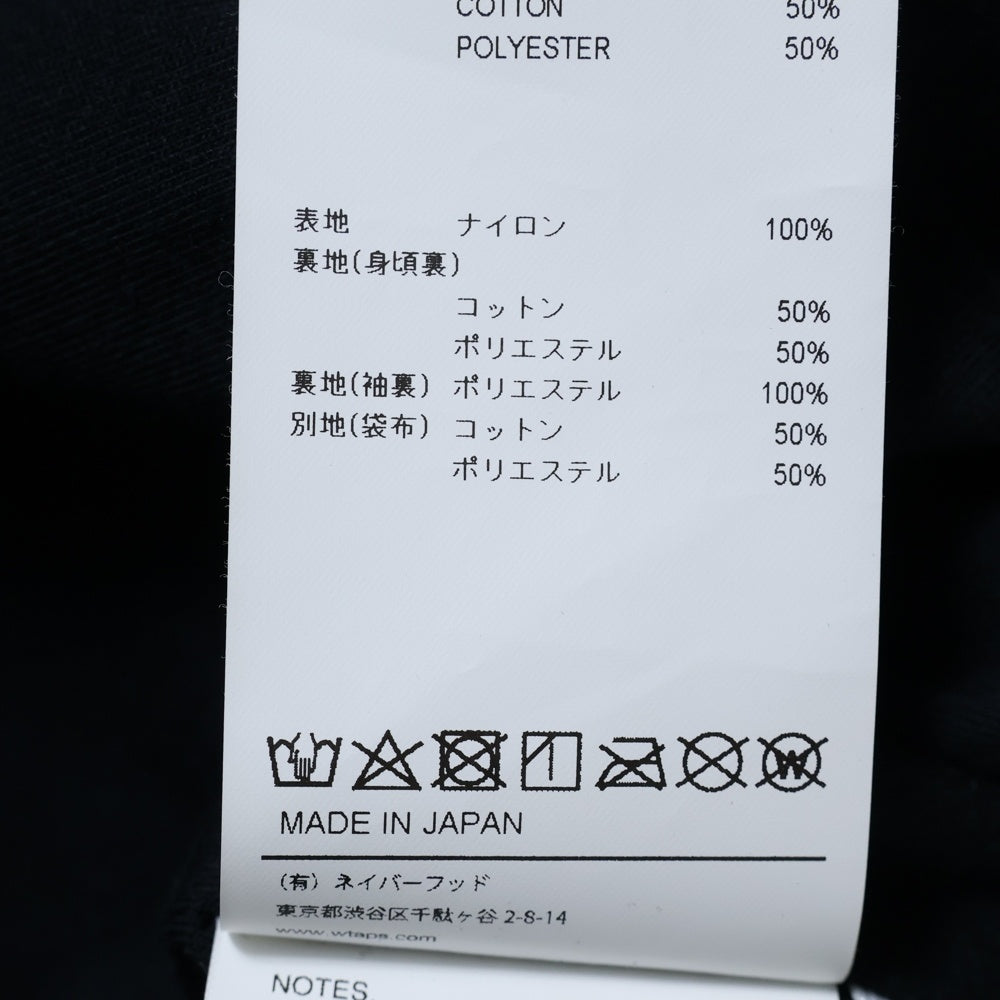 COTTON 50%
POLYESTER 50%
表地 ナイロン 100%
裏地(身頃裏)
コットン 50%
ポリエステル 50%
裏地(袖裏) ポリエステル 100%
別地(袋布) コットン 50%
ポリエステル 50%
W
MADE IN JAPAN
(有) ネイバーフッド
東京都渋谷区千駄ヶ谷 2-8-14
www.wtaps.com
NOTES.